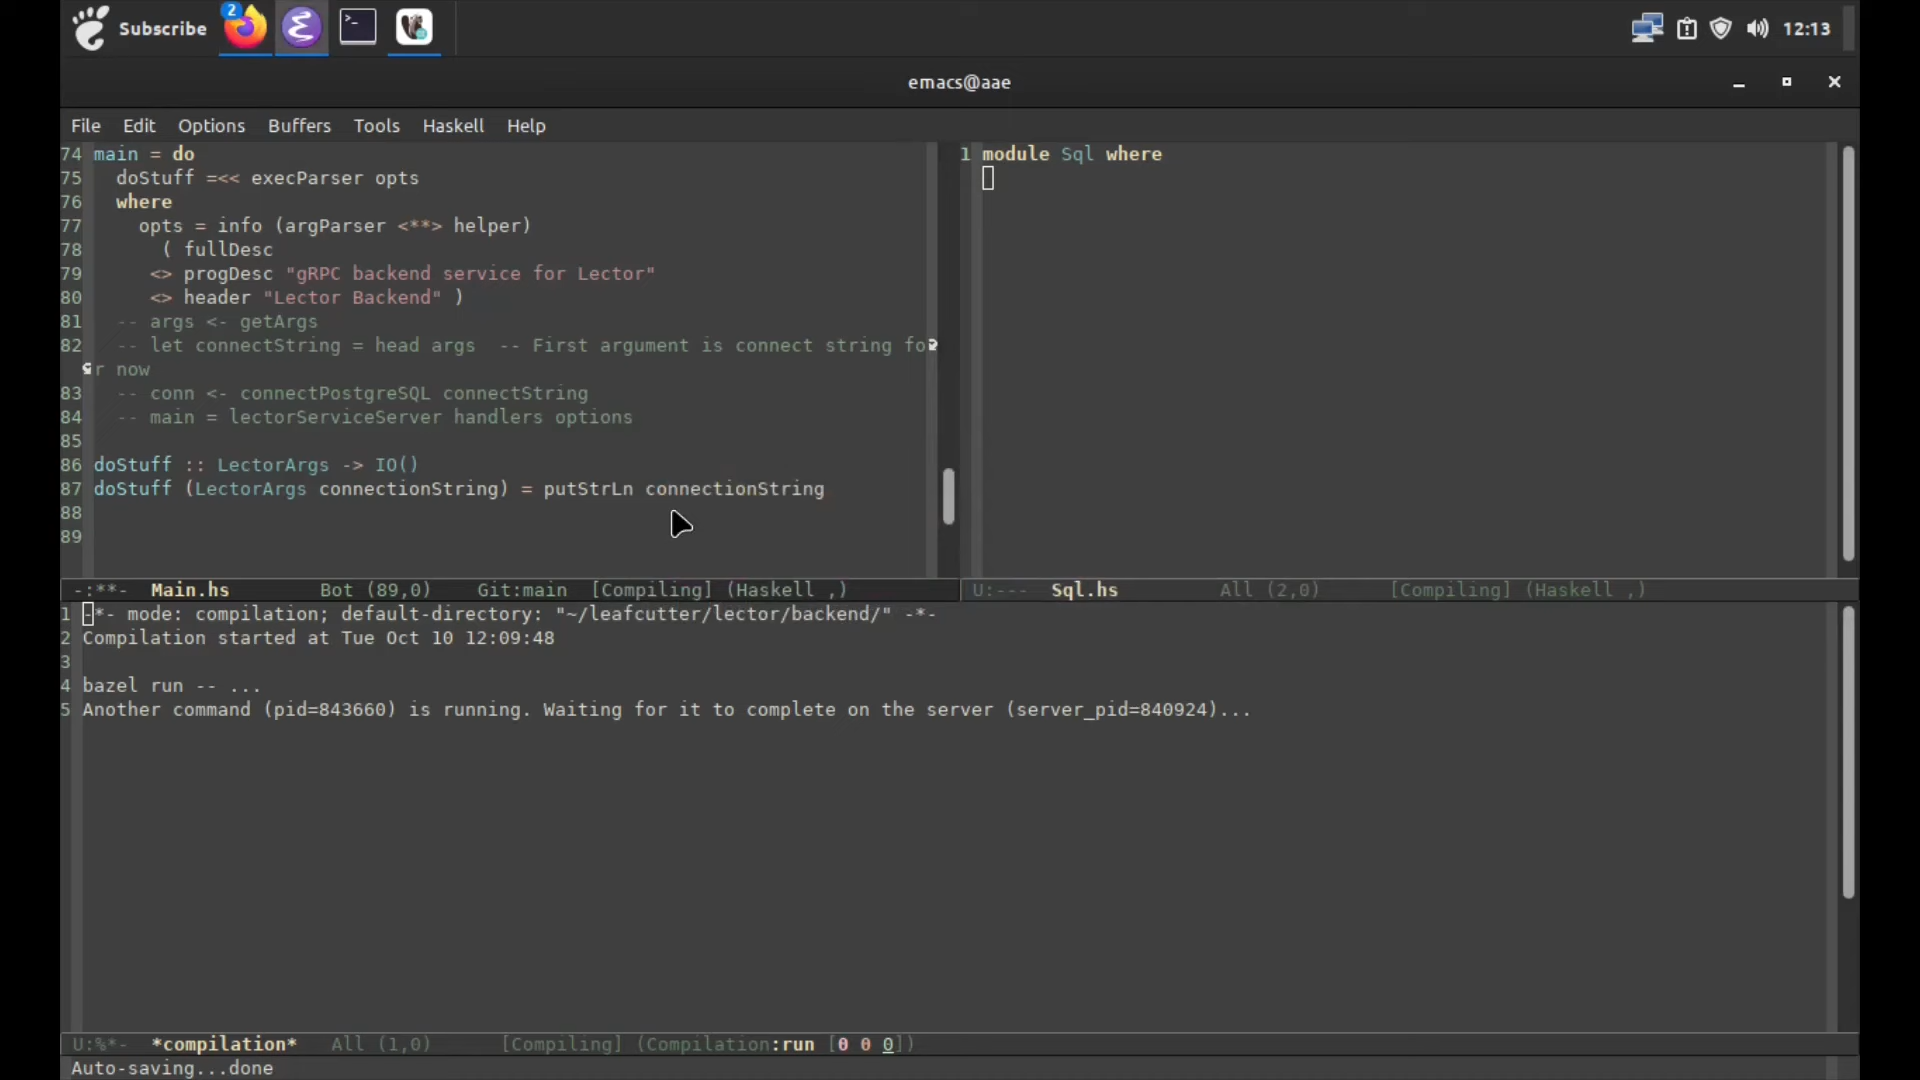 Subscribe 2 12:13
emacs@aae
File Edit Options Buffers Tools Haskell Help
74 main = do
75   doStuff =<< execParser opts
76   where
77     opts = info (argParser <**> helper)
78       ( fullDesc
79      <> progDesc "gRPC backend service for Lector"
80      <> header "Lector Backend" )
81   -- args <- getArgs
82   -- let connectString = head args  -- First argument is connect string fo
r now
83   -- conn <- connectPostgreSQL connectString
84   -- main = lectorServiceServer handlers options
85
86 doStuff :: LectorArgs -> IO()
87 doStuff (LectorArgs connectionString) = putStrLn connectionString
88
89
-:**-  Main.hs        Bot (89,0)    Git:main  [Compiling] (Haskell ,)
1 module Sql where
U:---  Sql.hs         All (2,0)      [Compiling] (Haskell ,)
1 -*- mode: compilation; default-directory: "~/leafcutter/lector/backend/" -*-
2 Compilation started at Tue Oct 10 12:09:48
3
4 bazel run -- ...
5 Another command (pid=843660) is running. Waiting for it to complete on the server (server_pid=840924)...
U:%*-  *compilation*   All (1,0)      [Compiling] (Compilation:run [0 0 0])
Auto-saving...done